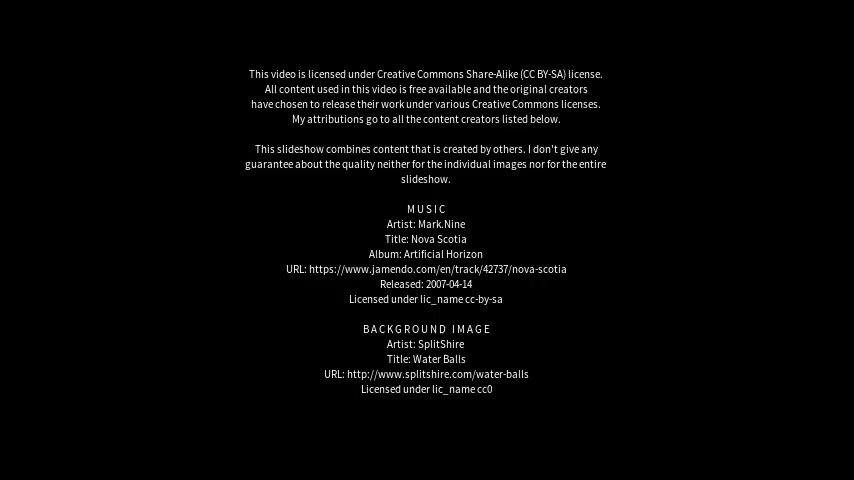 This video is licensed under Creative Commons Share-Alike (CC BY-SA) license.
All content used in this video is free available and the original creators
have chosen to release their work under various Creative Commons licenses.
My attributions go to all the content creators listed below.
This slideshow combines content that is created by others. I don't give any
guarantee about the quality neither for the individual images nor for the entire
slideshow.
MUSIC
Artist: Mark.Nine
Title: Nova Scotia
Album: Artificial Horizon
URL: https://www.jamendo.com/en/track/42737/nova-scotia
Released: 2007-04-14
Licensed under lic_name cc-by-sa
BACKGROUND IMAGE
Artist: SplitShire
Title: Water Balls
URL: http://www.splitshire.com/water-balls
Licensed under lic_name cc0